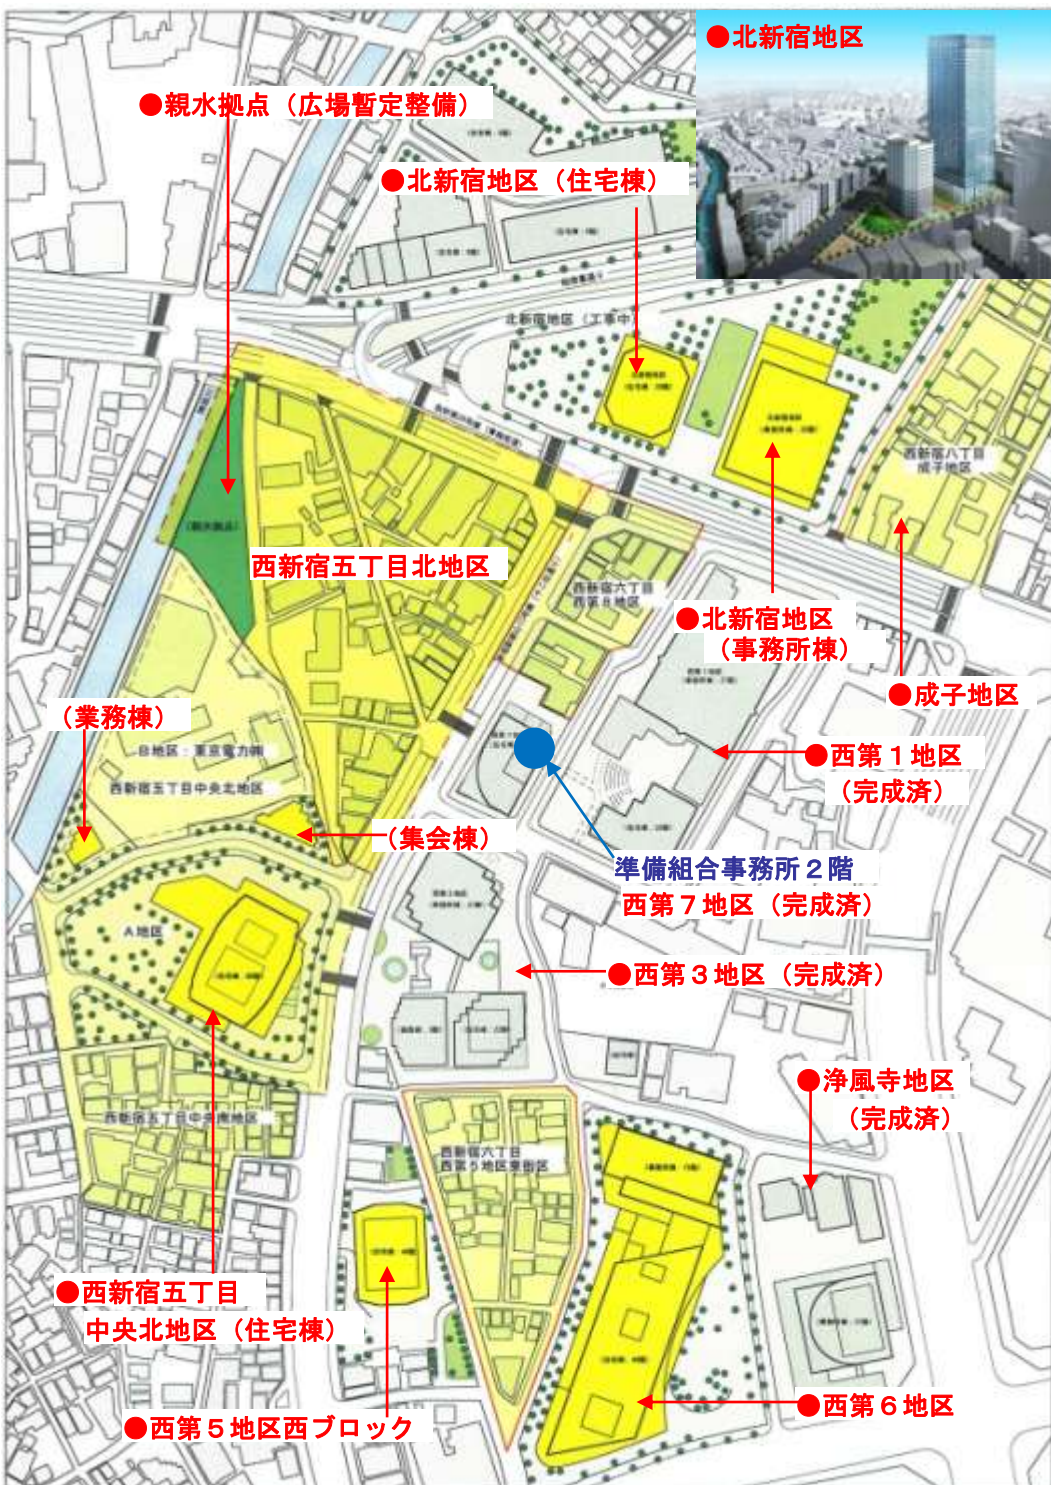 ●北新宿地区
●親水拠点（広場暫定整備）
●北新宿地区（住宅棟）
北新宿地区（工事中）
西新宿八丁目
成子地区
西新宿五丁目北地区
西新宿六丁目
西第８地区
●北新宿地区
（事務所棟）
●成子地区
（業務棟）
B地区：東京電力㈱
西新宿五丁目中央北地区
●西第１地区
（完成済）
（集会棟）
準備組合事務所２階
西第７地区（完成済）
A地区
●西第３地区（完成済）
●浄風寺地区
（完成済）
西新宿五丁目中央南地区
西新宿六丁目
西第５地区東街区
●西新宿五丁目
中央北地区（住宅棟）
●西第５地区西ブロック
●西第６地区